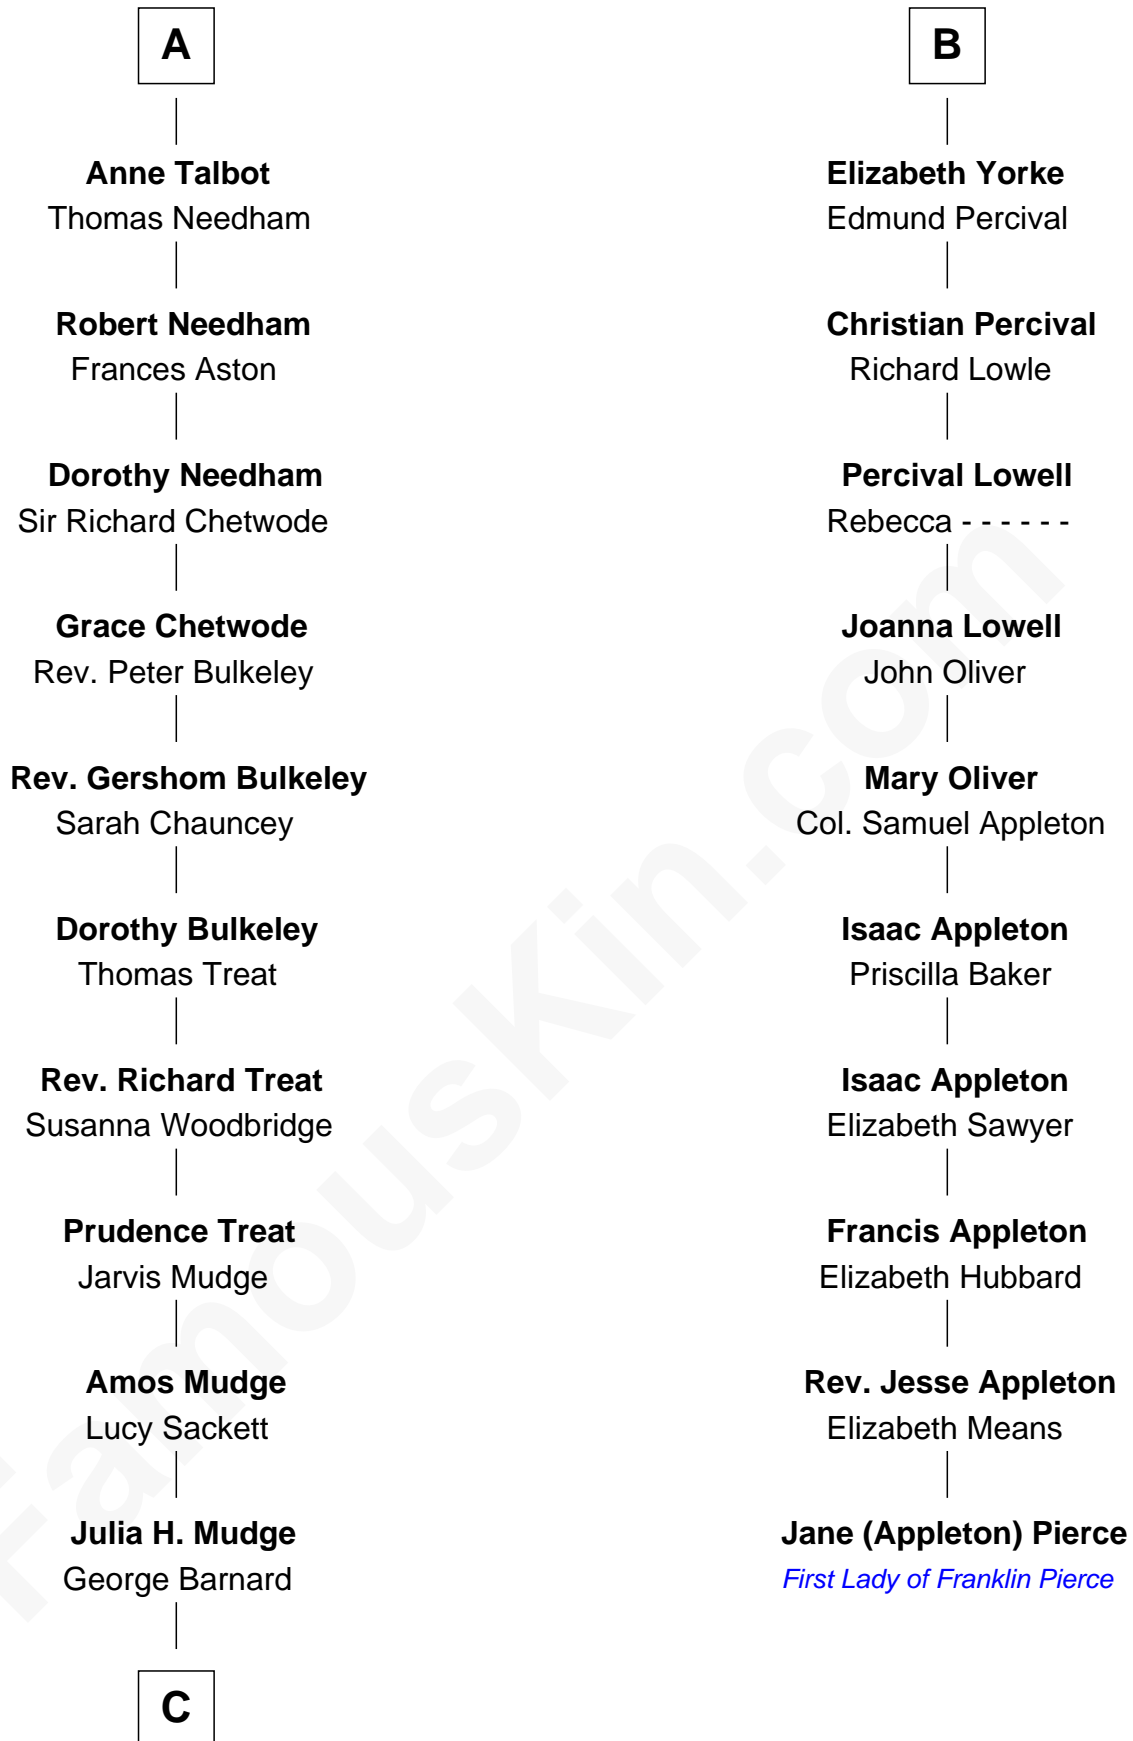 A
Anne Talbot
Thomas Needham
Robert Needham
Frances Aston
Dorothy Needham
Sir Richard Chetwode
Grace Chetwode
Rev. Peter Bulkeley
Rev. Gershom Bulkeley
Sarah Chauncey
Dorothy Bulkeley
Thomas Treat
Rev. Richard Treat
Susanna Woodbridge
Prudence Treat
Jarvis Mudge
Amos Mudge
Lucy Sackett
Julia H. Mudge
George Barnard
C
B
Elizabeth Yorke
Edmund Percival
Christian Percival
Richard Lowle
Percival Lowell
Rebecca - - - - - -
Joanna Lowell
John Oliver
Mary Oliver
Col. Samuel Appleton
Isaac Appleton
Priscilla Baker
Isaac Appleton
Elizabeth Sawyer
Francis Appleton
Elizabeth Hubbard
Rev. Jesse Appleton
Elizabeth Means
Jane (Appleton) Pierce
First Lady of Franklin Pierce
FamousKin.com